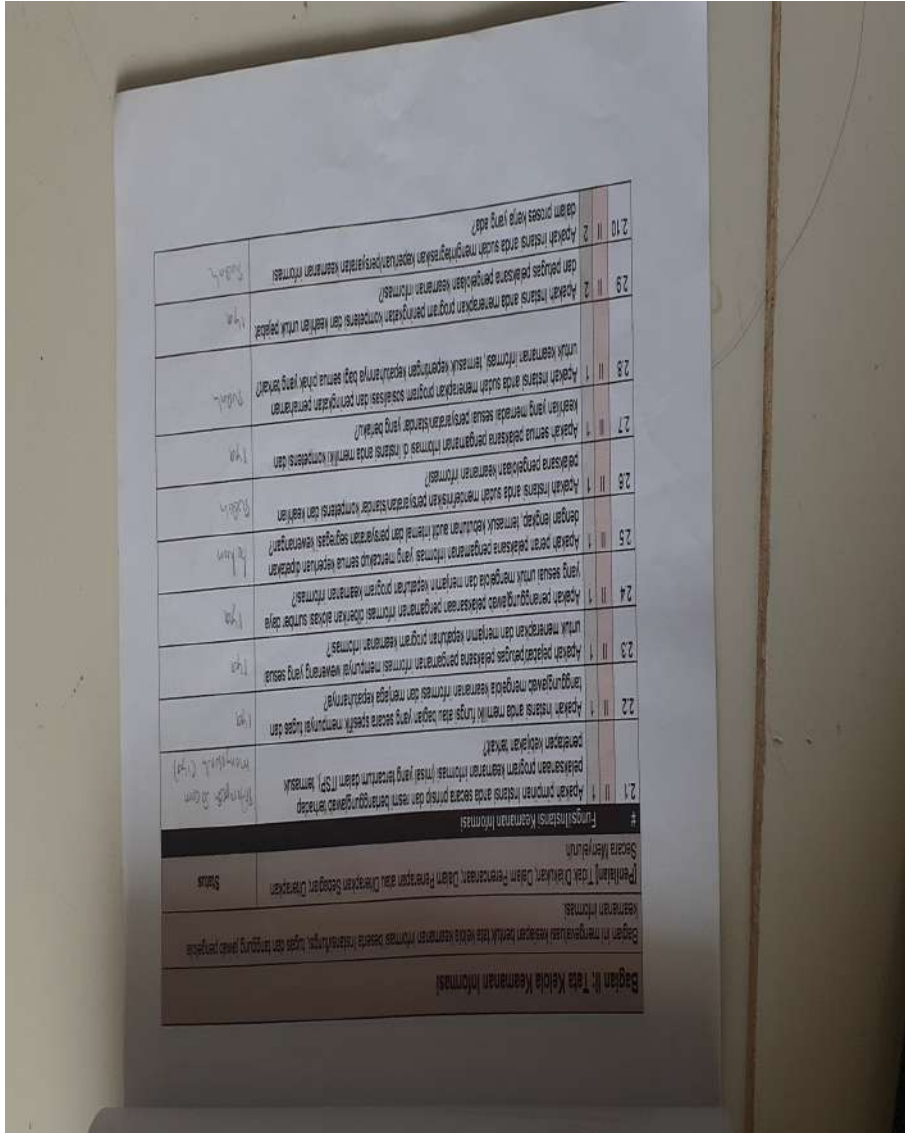 Bagian II: Tata Kelola Keamanan Informasi
Bagian ini mengevaluasi kesiapan bentuk tata kelola keamanan informasi beserta Instansi/fungsi, tugas dan tanggung jawab pengelola
keamanan informasi.
[Penilaian] Tidak Dilakukan; Dalam Perencanaan; Dalam Penerapan atau Diterapkan Sebagian; Diterapkan
Secara Menyeluruh
Status
# Fungsi/Instansi Keamanan Informasi
2.1 II 1 Apakah pimpinan Instansi anda secara prinsip dan resmi bertanggungjawab terhadap
pelaksanaan program keamanan informasi (misal yang tercantum dalam ITSP), termasuk
penetapan kebijakan terkait?
Diterapkan Secara
menyeluruh (iya)
2.2 II 1 Apakah Instansi anda memiliki fungsi atau bagian yang secara spesifik mempunyai tugas dan
tanggungjawab mengelola keamanan informasi dan menjaga kepatuhannya?
iya
2.3 II 1 Apakah pejabat/petugas pelaksana pengamanan informasi mempunyai wewenang yang sesuai
untuk menerapkan dan menjamin kepatuhan program keamanan informasi?
iya
2.4 II 1 Apakah penanggungjawab pelaksanaan pengamanan informasi diberikan alokasi sumber daya
yang sesuai untuk mengelola dan menjamin kepatuhan program keamanan informasi?
iya
2.5 II 1 Apakah peran pelaksana pengamanan informasi yang mencakup semua keperluan dipetakan
dengan lengkap, termasuk kebutuhan audit internal dan persyaratan segregasi kewenangan?
2.6 II 1 Apakah Instansi anda sudah mendefinisikan persyaratan/standar kompetensi dan keahlian
pelaksana pengelolaan keamanan informasi?
Sudah
2.7 II 1 Apakah semua pelaksana pengamanan informasi di Instansi anda memiliki kompetensi dan
keahlian yang memadai sesuai persyaratan/standar yang berlaku?
iya
2.8 II 1 Apakah instansi anda sudah menerapkan program sosialisasi dan peningkatan pemahaman
untuk keamanan informasi, termasuk kepentingan kepatuhannya bagi semua pihak yang terkait?
Sudah
2.9 II 2 Apakah Instansi anda menerapkan program peningkatan kompetensi dan keahlian untuk pejabat
dan petugas pelaksana pengelolaan keamanan informasi?
iya
2.10 II 2 Apakah instansi anda sudah mengintegrasikan keperluan/persyaratan keamanan informasi
dalam proses kerja yang ada?
Sudah